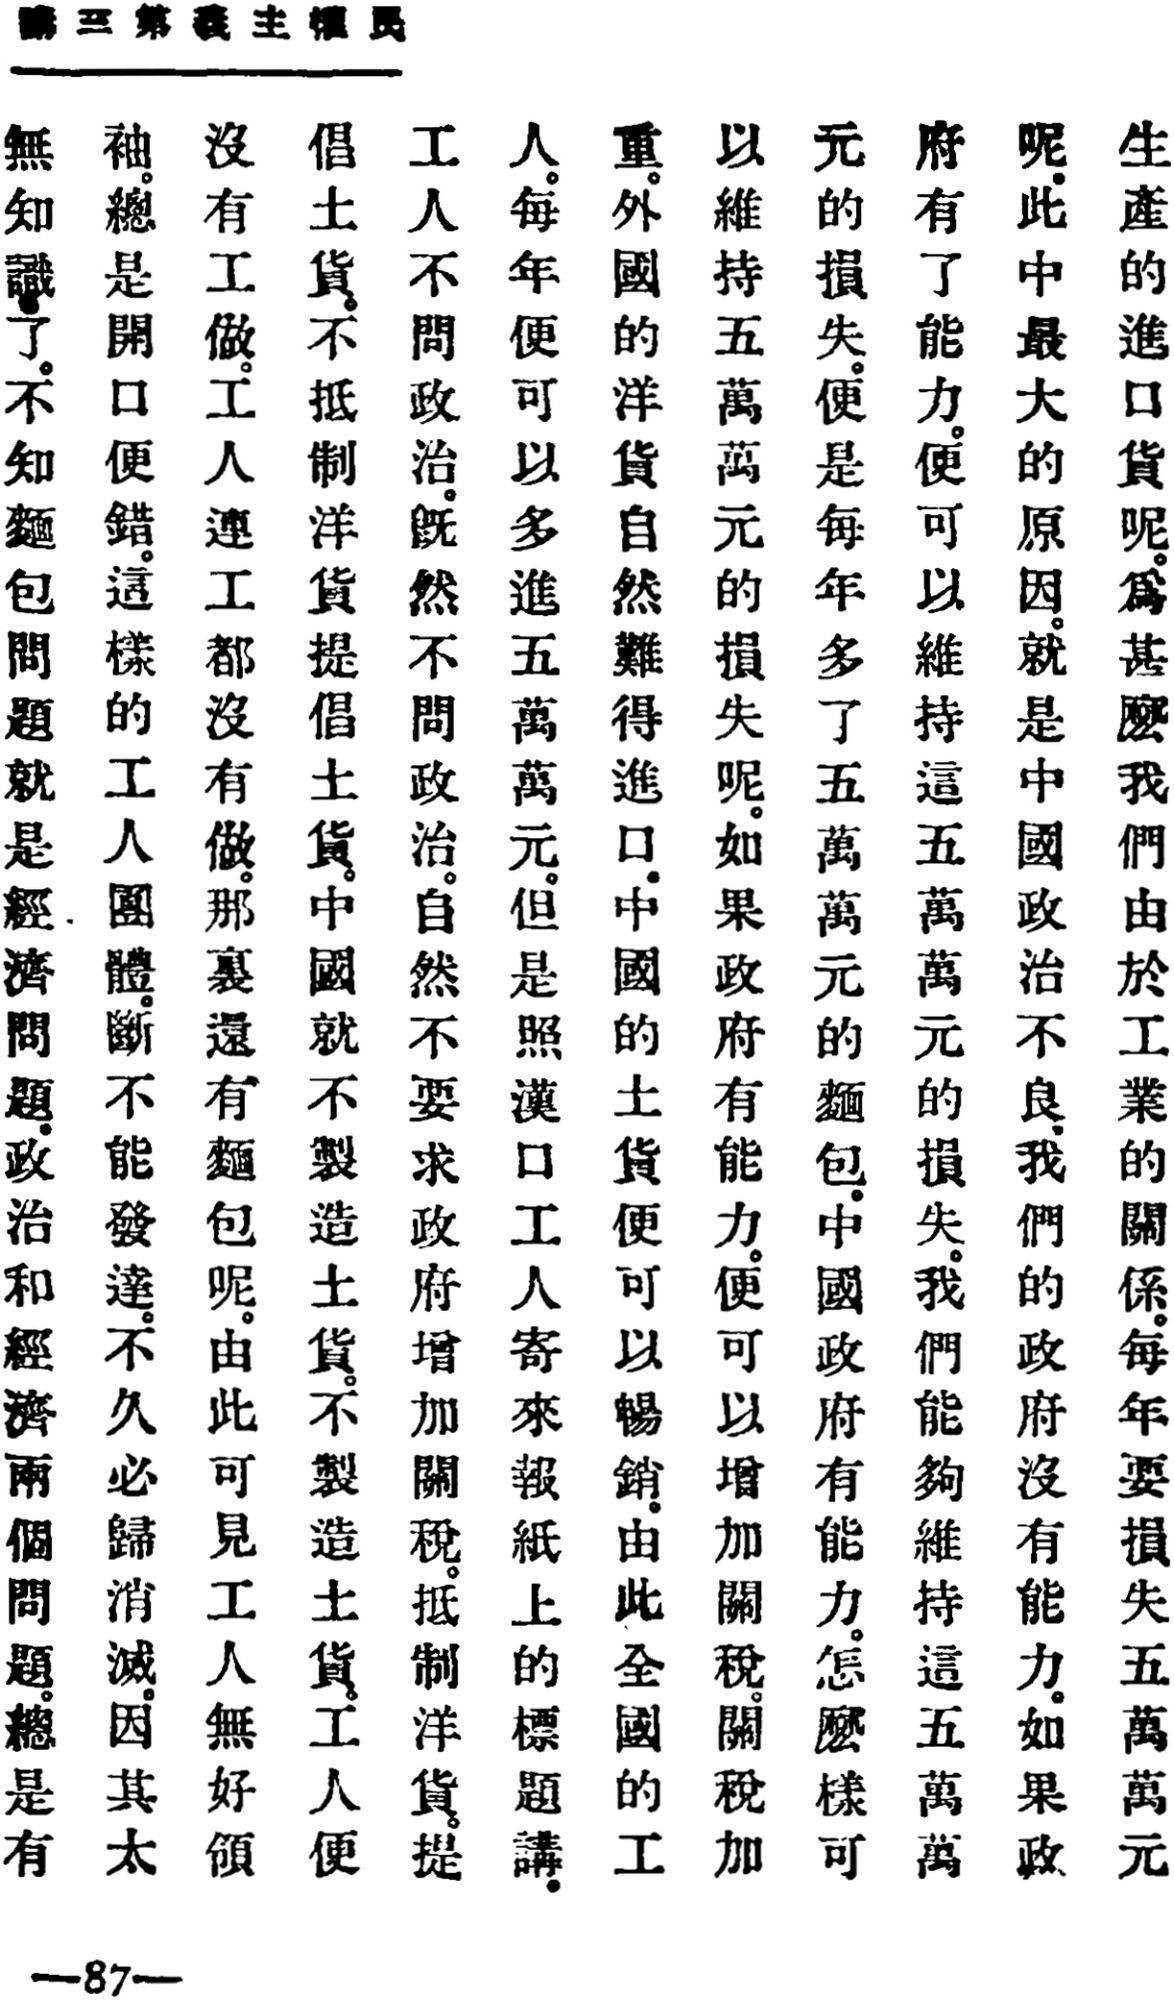 民權主義第三講
生產的進口貨呢。爲甚麼我們由於工業的關係。每年要損失五萬萬元
呢。此中最大的原因。就是中國政治不良。我們的政府沒有能力。如果政
府有了能力。便可以維持這五萬萬元的損失。我們能夠維持這五萬萬
元的損失。便是每年多了五萬萬元的麵包。中國政府有能力。怎麼樣可
以維持五萬萬元的損失呢。如果政府有能力。便可以增加關稅。關稅加
重。外國的洋貨自然難得進口。中國的土貨便可以暢銷。由此全國的工
人。每年便可以多進五萬萬元。但是照漢口工人寄來報紙上的標題講。
工人不問政治。旣然不問政治。自然不要求政府增加關稅。抵制洋貨。提
倡土貨。不抵制洋貨提倡土貨。中國就不製造土貨。不製造土貨。工人便
沒有工做。工人連工都沒有做。那裏還有麵包呢。由此可見工人無好領
袖。總是開口便錯。這樣的工人團體。斷不能發達。不久必歸消滅。因其太
無知識了。不知麵包問題就是經濟問題。政治和經濟兩個問題。總是有
—87—